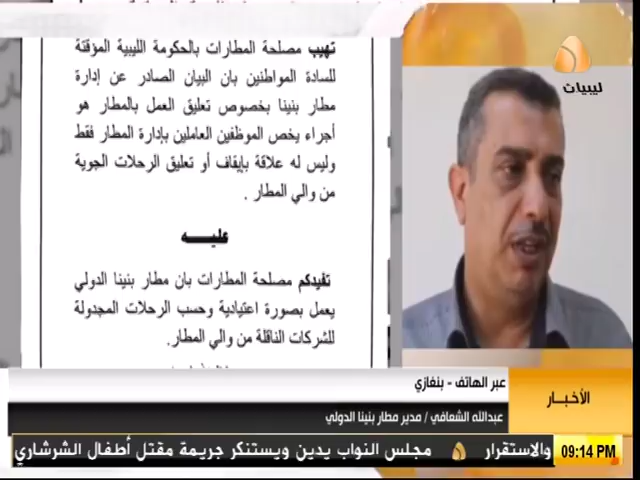 تهيب مصلحة المطارات بالحكومة الليبية المؤقتة
للسادة المواطنين بان البيان الصادر عن إدارة
مطار بنينا بخصوص تعليق العمل بالمطار هو
أجراء يخص الموظفين العاملين بإدارة المطار فقط
وليس له علاقة بإيقاف أو تعليق الرحلات الجوية
من والي المطار .
عليـــه
تفيدكم مصلحة المطارات بان مطار بنينا الدولي
يعمل بصورة اعتيادية وحسب الرحلات المجدولة
للشركات الناقلة من والي المطار.
ليبيات
عبر الهاتف - بنغازي
عبدالله الشعافي / مدير مطار بنينا الدولي
الأخبار
والاستقرار مجلس النواب يدين ويستنكر جريمة مقتل أطفال الشرشاري
09:14 PM